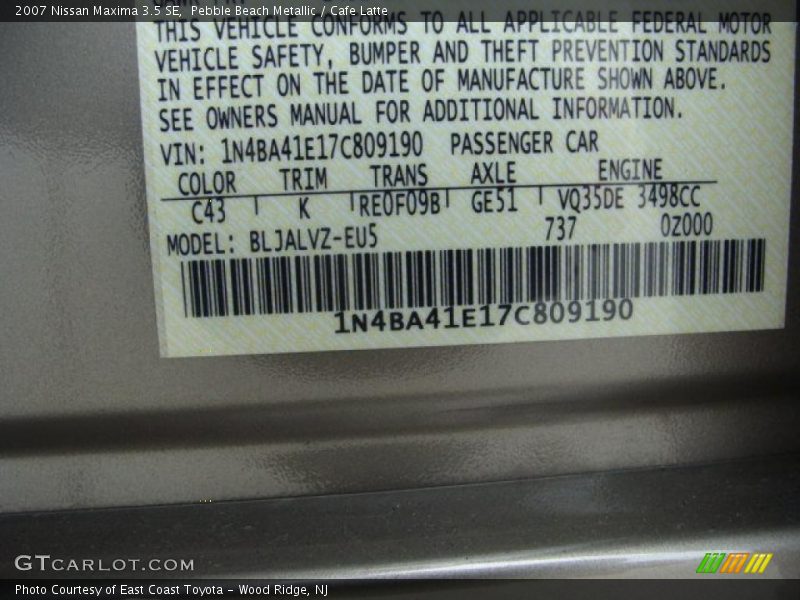 2007 Nissan Maxima 3.5 SE, Pebble Beach Metallic / Cafe Latte
THIS VEHICLE CONFORMS TO ALL APPLICABLE FEDERAL MOTOR
VEHICLE SAFETY, BUMPER AND THEFT PREVENTION STANDARDS
IN EFFECT ON THE DATE OF MANUFACTURE SHOWN ABOVE.
SEE OWNERS MANUAL FOR ADDITIONAL INFORMATION.
VIN: 1N4BA41E17C809190 PASSENGER CAR
COLOR TRIM TRANS AXLE ENGINE
C43 K RE0F09B GE51 VQ35DE 3498CC
MODEL: BLJALVZ-EU5 737 0Z000
1N4BA41E17C809190
GTCARLOT.COM
Photo Courtesy of East Coast Toyota - Wood Ridge, NJ